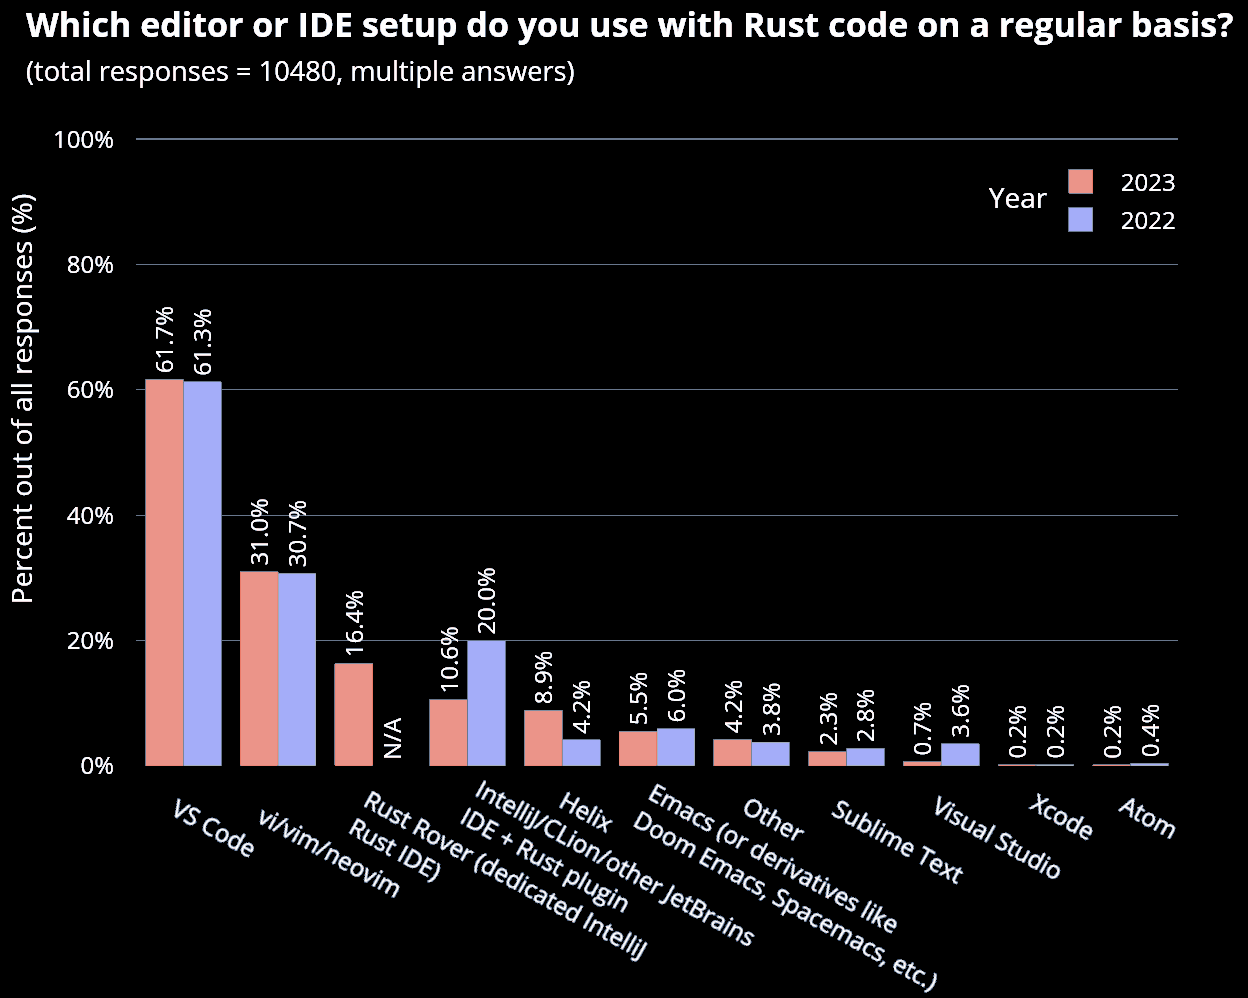 Which editor or IDE setup do you use with Rust code on a regular basis?
(total responses = 10480, multiple answers)
Percent out of all responses (%)
100%
80%
60%
40%
20%
0%
Year
2023
2022
61.7%
61.3%
31.0%
30.7%
16.4%
N/A
10.6%
20.0%
8.9%
4.2%
5.5%
6.0%
4.2%
3.8%
2.3%
2.8%
0.7%
3.6%
0.2%
0.2%
0.2%
0.4%
VS Code
vi/vim/neovim
Rust Rover (dedicated IntelliJ
Rust IDE)
IntelliJ/CLion/other JetBrains
IDE + Rust plugin
Helix
Emacs (or derivatives like
Doom Emacs, Spacemacs, etc.)
Other
Sublime Text
Visual Studio
Xcode
Atom